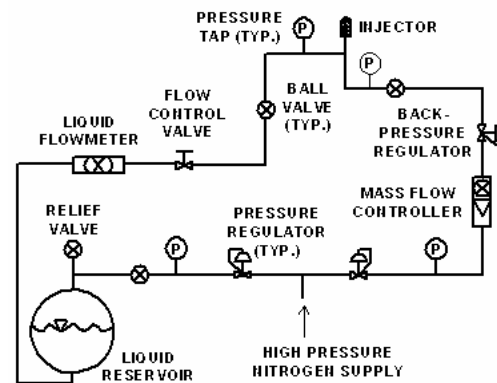 PRESSURE
TAP (TYP.)
P
INJECTOR
P
FLOW
CONTROL
VALVE
BALL
VALVE
(TYP.)
BACK-
PRESSURE
REGULATOR
LIQUID
FLOWMETER
MASS FLOW
CONTROLLER
RELIEF
VALVE
PRESSURE
REGULATOR
(TYP.)
P
P
LIQUID
RESERVOIR
HIGH PRESSURE
NITROGEN SUPPLY